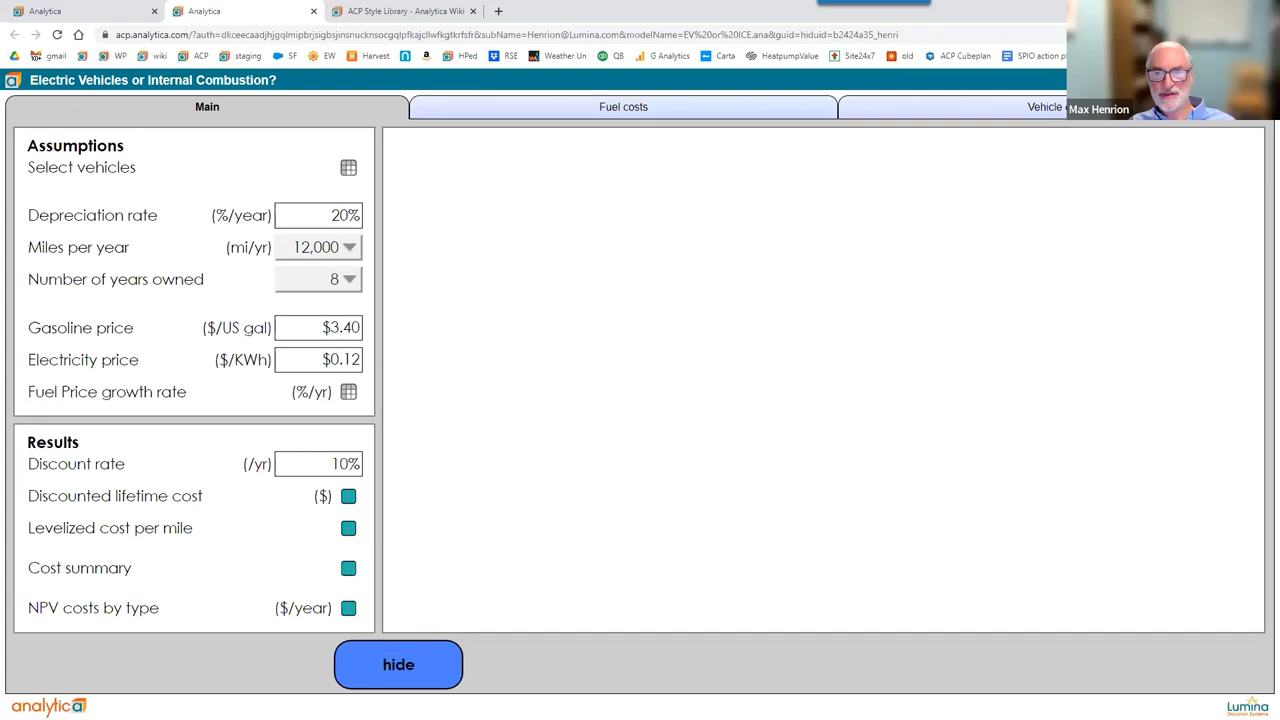 Analytica
Analytica
ACP Style Library - Analytica Wiki
acp.analytica.com/?auth=dkceecaadjhjgqlmipbrjsigbsjinsnucknsocgqlpfkajcllwfkgtkrfsfr&subName=Henrion@Lumina.com&modelName=EV%20or%20ICE.ana&guid=hiduid=b2424a35_henri
gmail WP wiki ACP staging SF EW Harvest HPed RSE Weather Un QB G Analytics Carta HeatpumpValue Site24x7 old ACP Cubeplan SPIO action p
Electric Vehicles or Internal Combustion?
Main Fuel costs Vehicle
Max Henrion
Assumptions
Select vehicles
Depreciation rate (%/year) 20%
Miles per year (mi/yr) 12,000
Number of years owned 8
Gasoline price ($/US gal) $3.40
Electricity price ($/KWh) $0.12
Fuel Price growth rate (%/yr)
Results
Discount rate (/yr) 10%
Discounted lifetime cost ($)
Levelized cost per mile
Cost summary
NPV costs by type ($/year)
hide
analytica
Lumina
Decision Systems